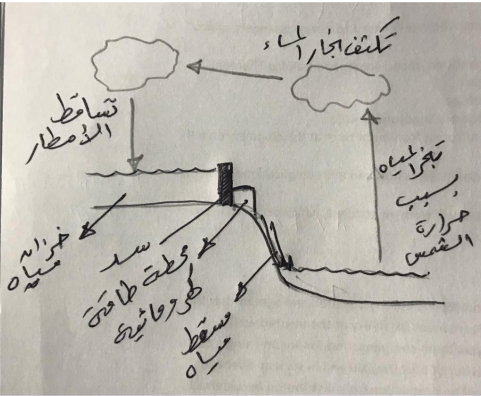 تكثف بخار الماء
تساقط
الأمطار
تبخر المياه
بسبب
حرارة
الشمس
خزان
مياه
سد
محطة طاقة
كهرومائية
مسقط
مياه